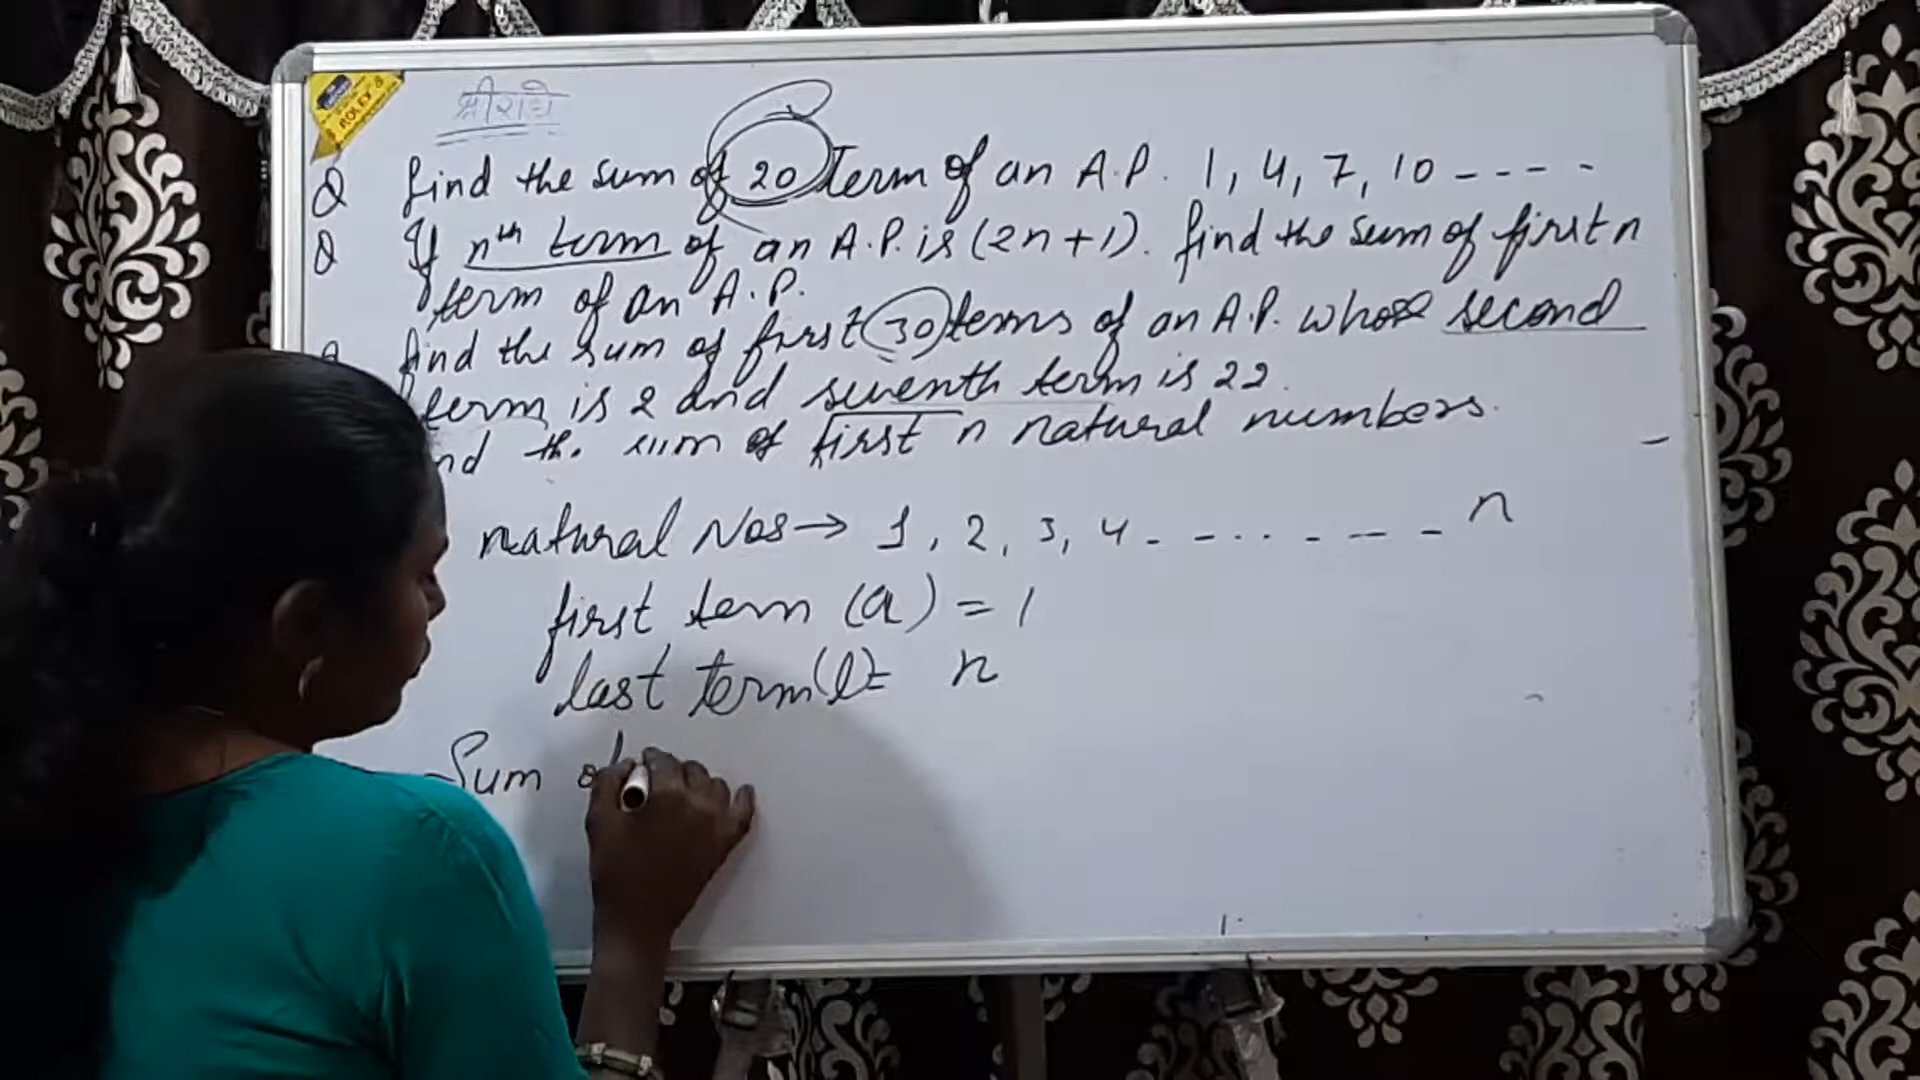 ROLEX
श्री राधे
Q find the sum of 20 Term of an A.P. 1, 4, 7, 10 - - - -
Q If nth term of an A.P. is (2n+1). find the sum of first n
term of an A.P.
find the sum of first 30 terms of an A.P. whose second
term is 2 and seventh term is 22.
nd the sum of first n natural numbers.
natural Nos → 1, 2, 3, 4 - - - - - - - n
first term (a) = 1
last term (l) = n
Sum of